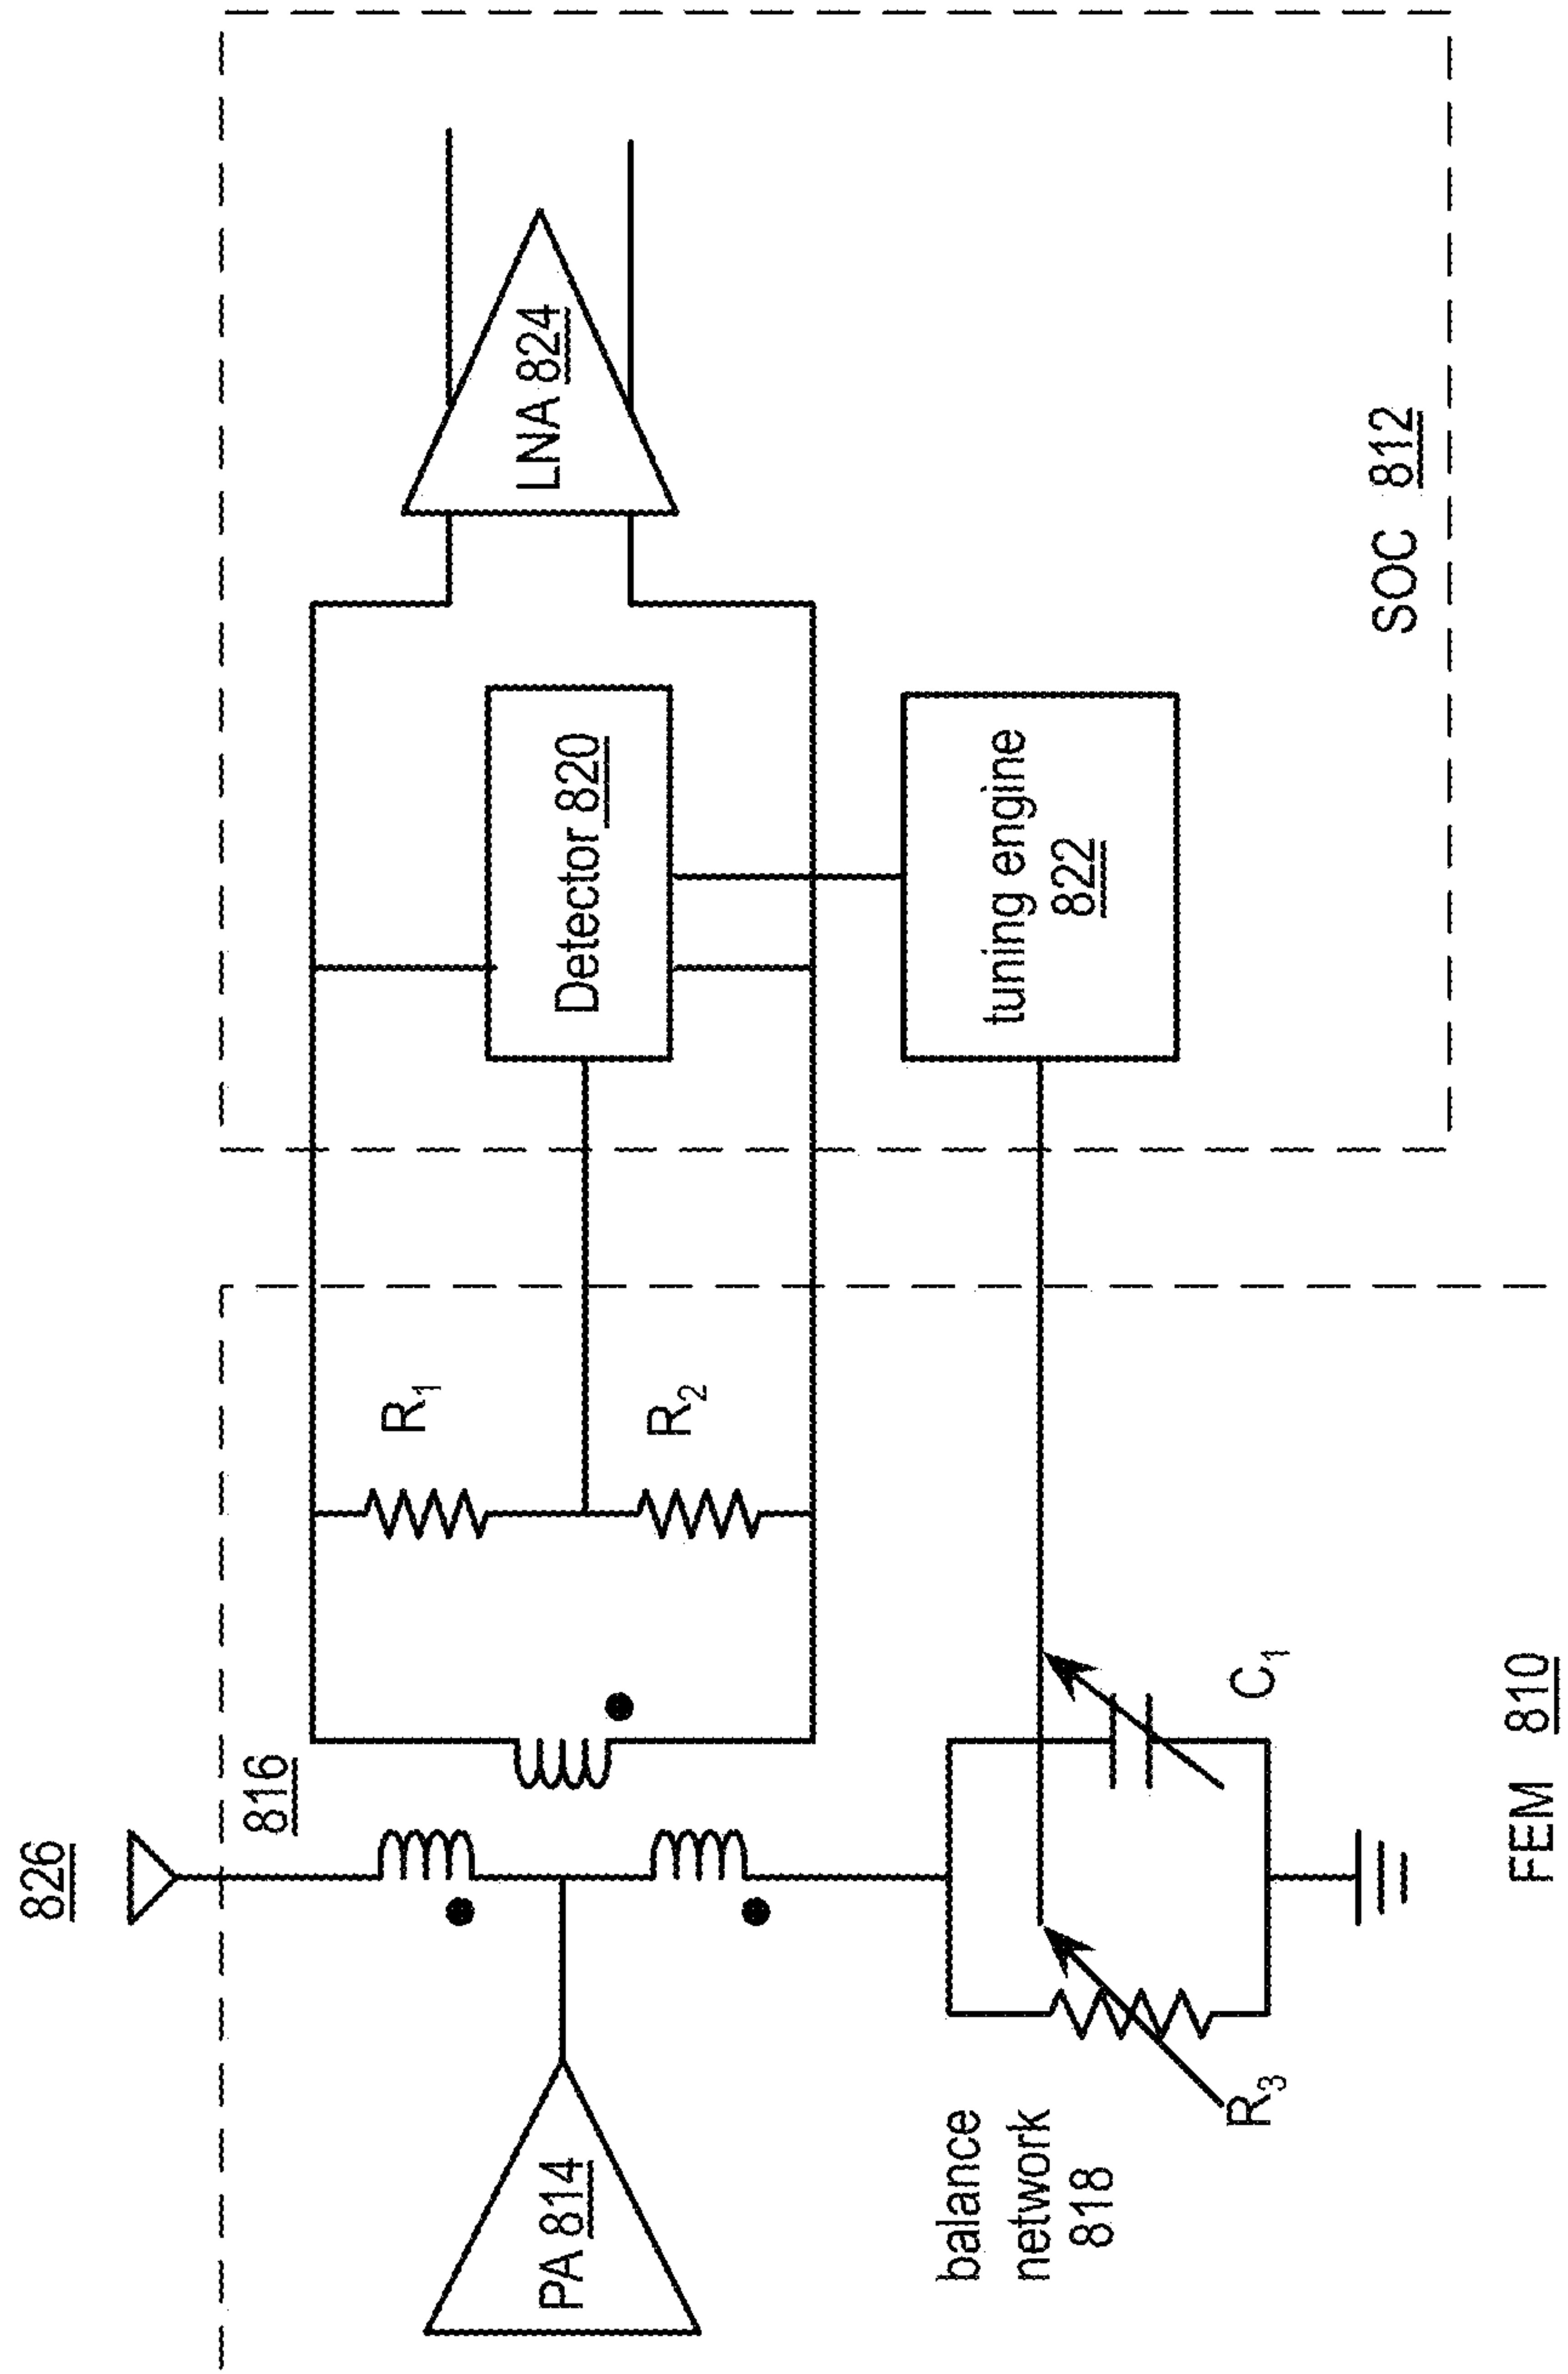 826
816
PA 814
R1
R2
Detector 820
LNA 824
balance
network
818
R3
C1
tuning engine
822
FEM 810
SOC 812